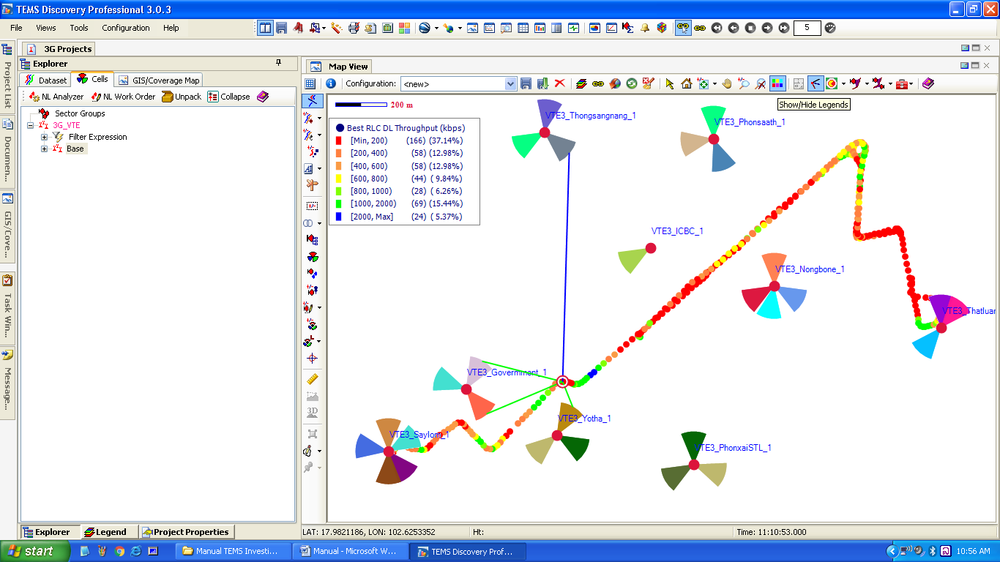 TEMS Discovery Professional 3.0.3
File Views Tools Configuration Help
5
3G Projects
Explorer
Dataset Cells GIS/Coverage Map
NL Analyzer NL Work Order Unpack Collapse
Sector Groups
3G_VTE
Filter Expression
Base
Project List
Documen...
GIS/Cove...
Task Win...
Message...
Map View
Configuration: <new>
Show/Hide Legends
200 m
Best RLC DL Throughput (kbps)
[Min, 200) (166) (37.14%)
[200, 400) (58) (12.98%)
[400, 600) (58) (12.98%)
[600, 800) (44) ( 9.84%)
[800, 1000) (28) ( 6.26%)
[1000, 2000) (69) (15.44%)
[2000, Max] (24) ( 5.37%)
VTE3_Thongsangnang_1
VTE3_Phonsaath_1
VTE3_ICBC_1
VTE3_Nongbone_1
VTE3_Thatluar
VTE3_Government_1
VTE3_Yotha_1
VTE3_Saylom_1
VTE3_PhonxaiSTL_1
3D
Explorer Legend Project Properties
LAT: 17.9821186, LON: 102.6253352 Ht: Time: 11:10:53.000
start Manual TEMS Investi... Manual - Microsoft W... TEMS Discovery Prof... 10:56 AM